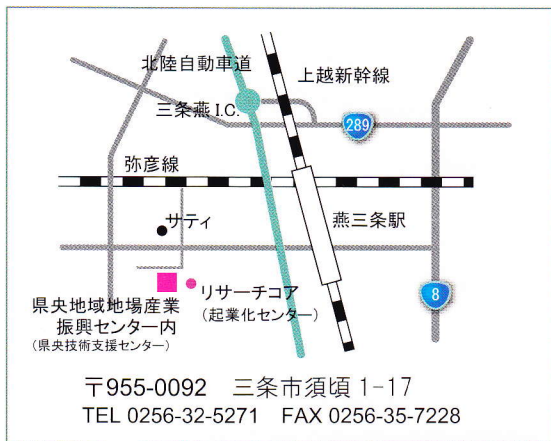 北陸自動車道
上越新幹線
三条燕 I.C.
289
弥彦線
サティ
燕三条駅
リサーチコア
(起業化センター)
8
県央地域地場産業
振興センター内
(県央技術支援センター)
〒955-0092 三条市須頃 1-17
TEL 0256-32-5271 FAX 0256-35-7228